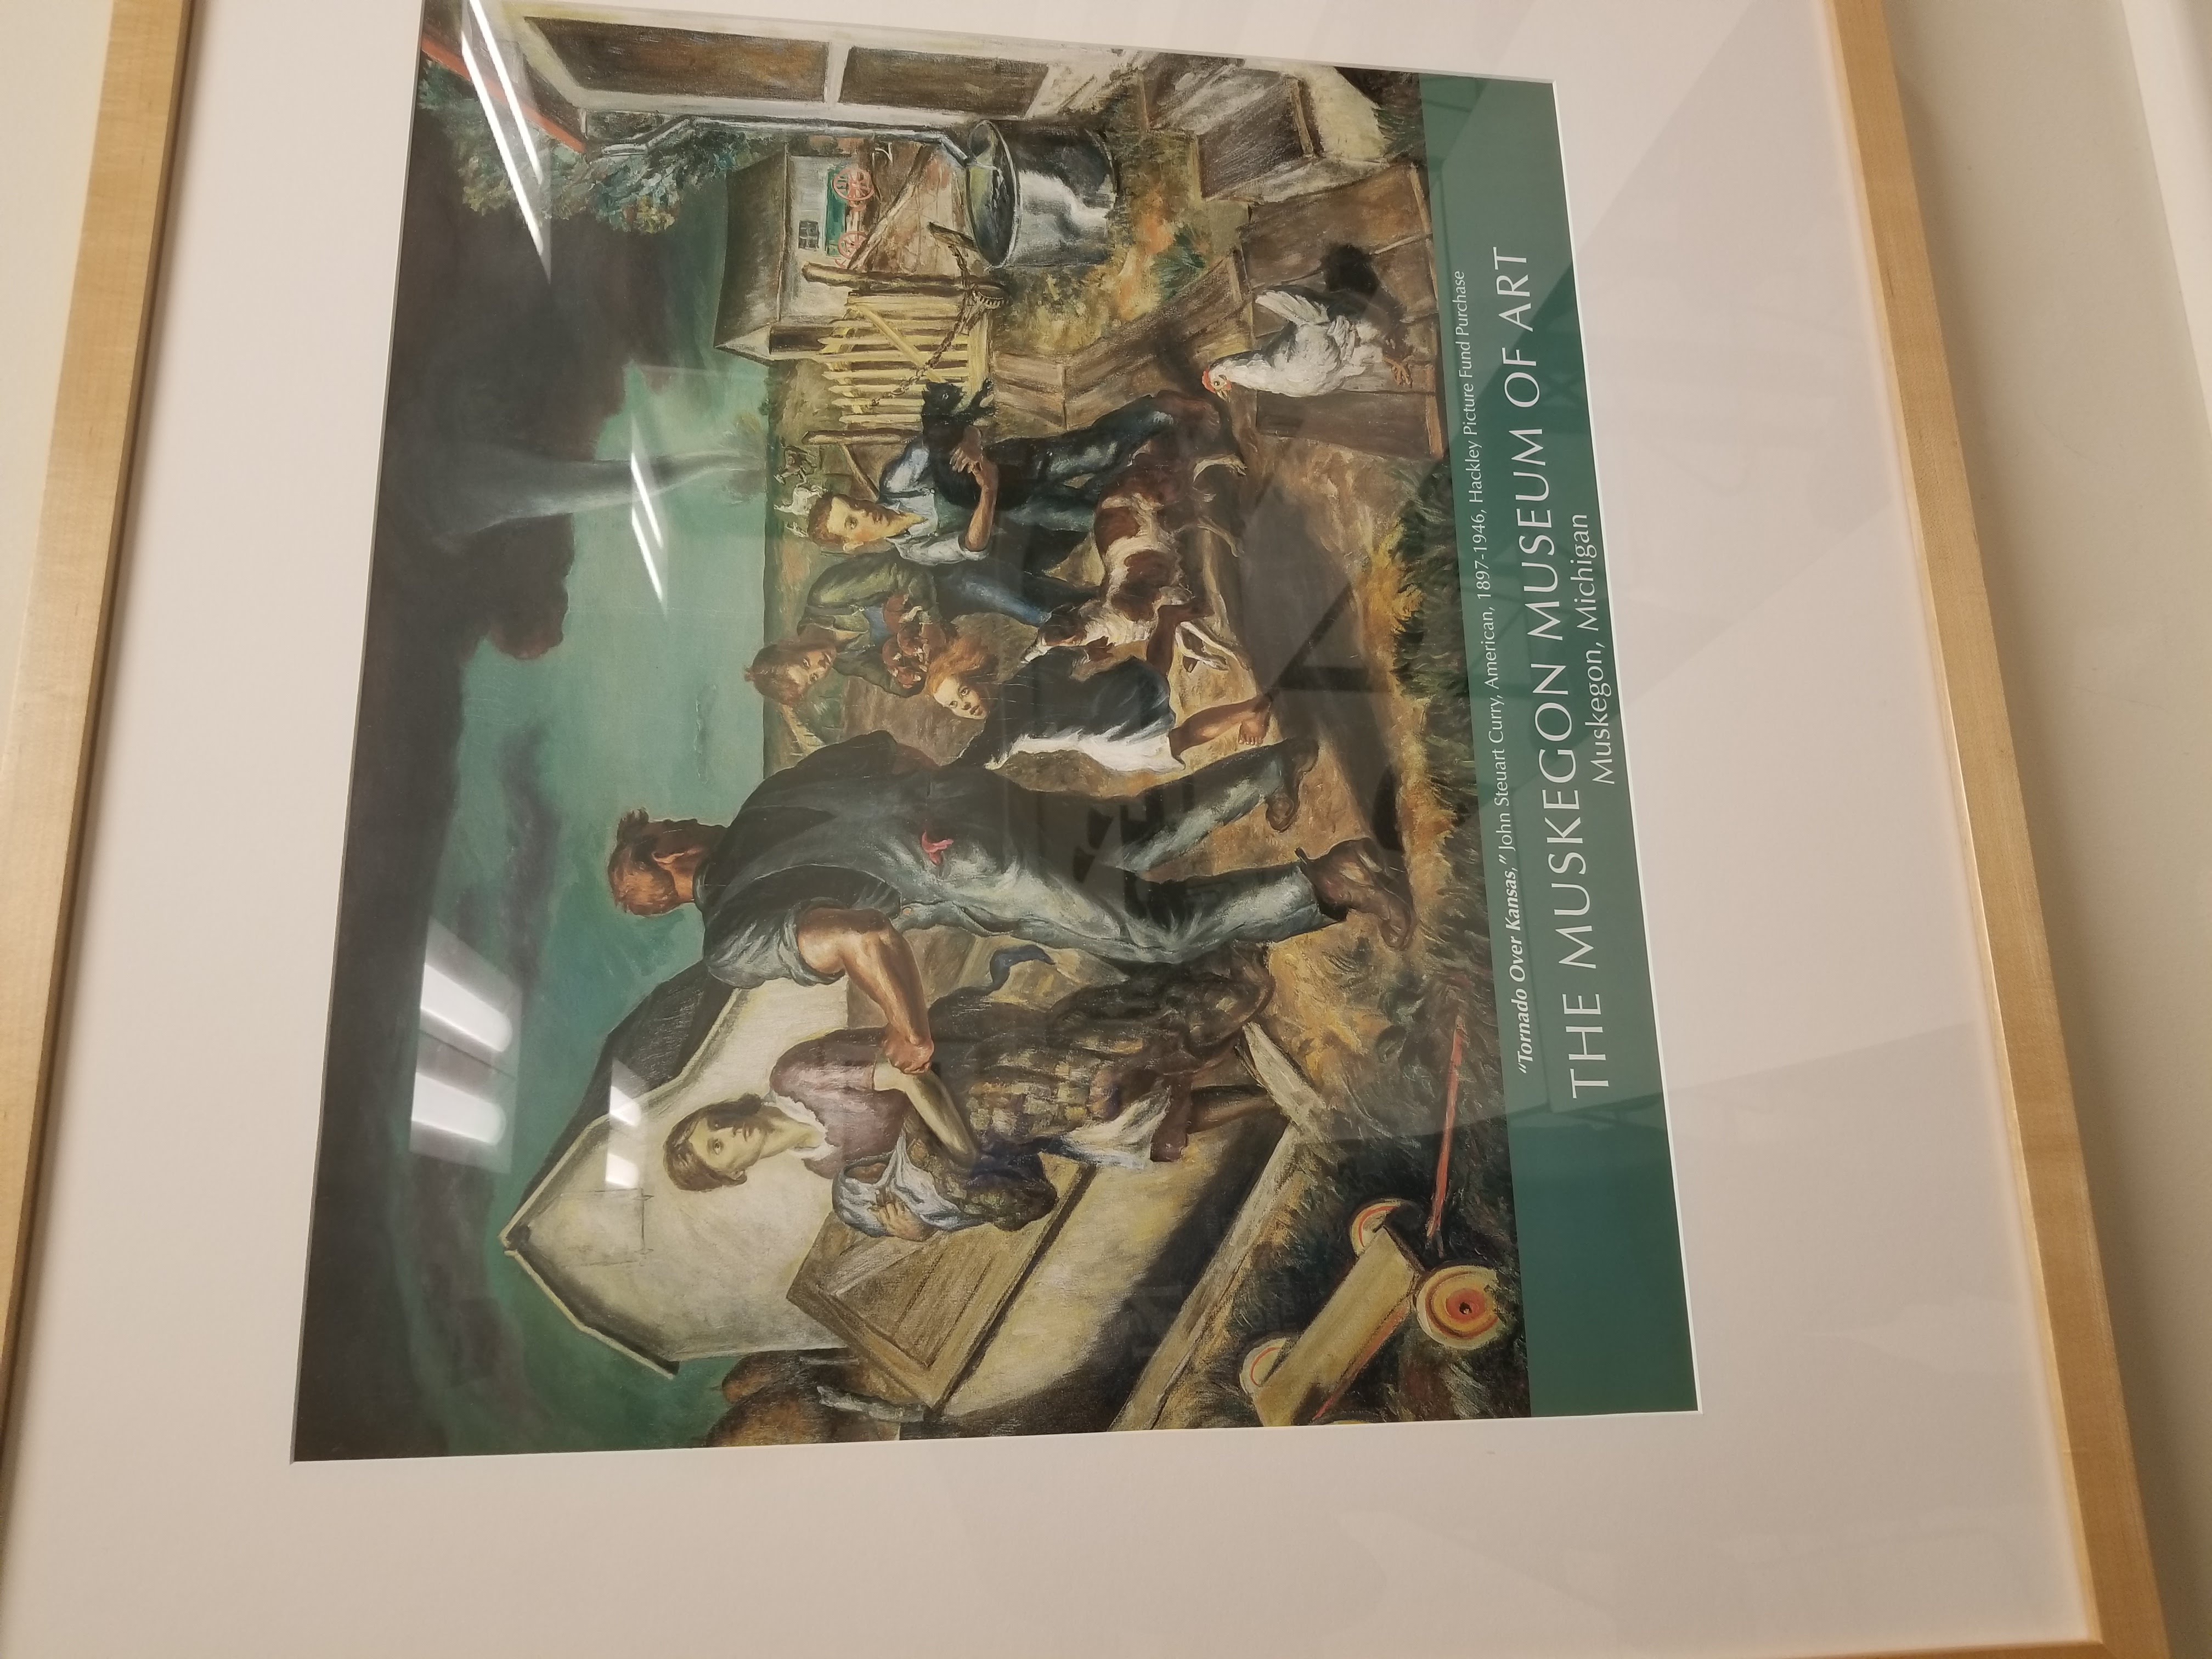 "Tornado Over Kansas," John Steuart Curry, American, 1897-1946, Hackley Picture Fund Purchase
THE MUSKEGON MUSEUM OF ART
Muskegon, Michigan